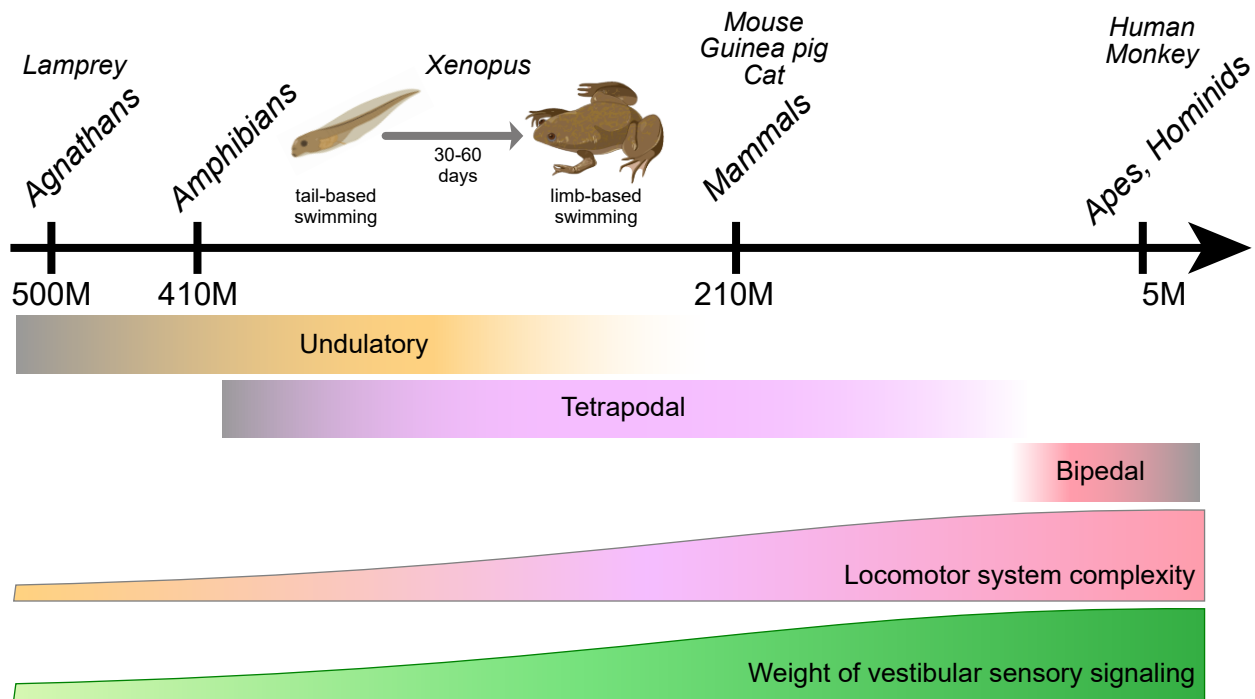 Lamprey
Agnathans
Amphibians
Xenopus
30-60
days
tail-based
swimming
limb-based
swimming
Mouse
Guinea pig
Cat
Mammals
Human
Monkey
Apes, Hominids
500M
410M
210M
5M
Undulatory
Tetrapodal
Bipedal
Locomotor system complexity
Weight of vestibular sensory signaling